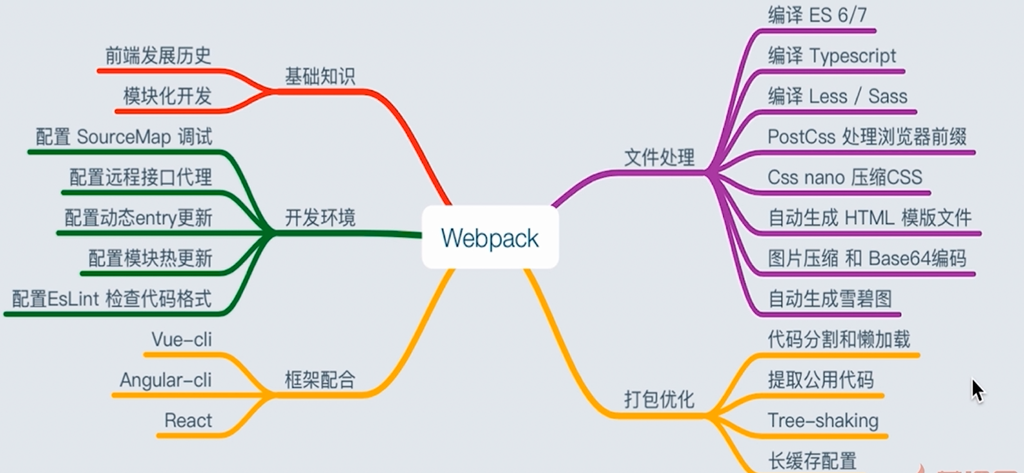 Webpack
基础知识
前端发展历史
模块化开发
开发环境
配置 SourceMap 调试
配置远程接口代理
配置动态entry更新
配置模块热更新
配置EsLint 检查代码格式
框架配合
Vue-cli
Angular-cli
React
文件处理
编译 ES 6/7
编译 Typescript
编译 Less / Sass
PostCss 处理浏览器前缀
Css nano 压缩CSS
自动生成 HTML 模版文件
图片压缩 和 Base64编码
自动生成雪碧图
打包优化
代码分割和懒加载
提取公用代码
Tree-shaking
长缓存配置